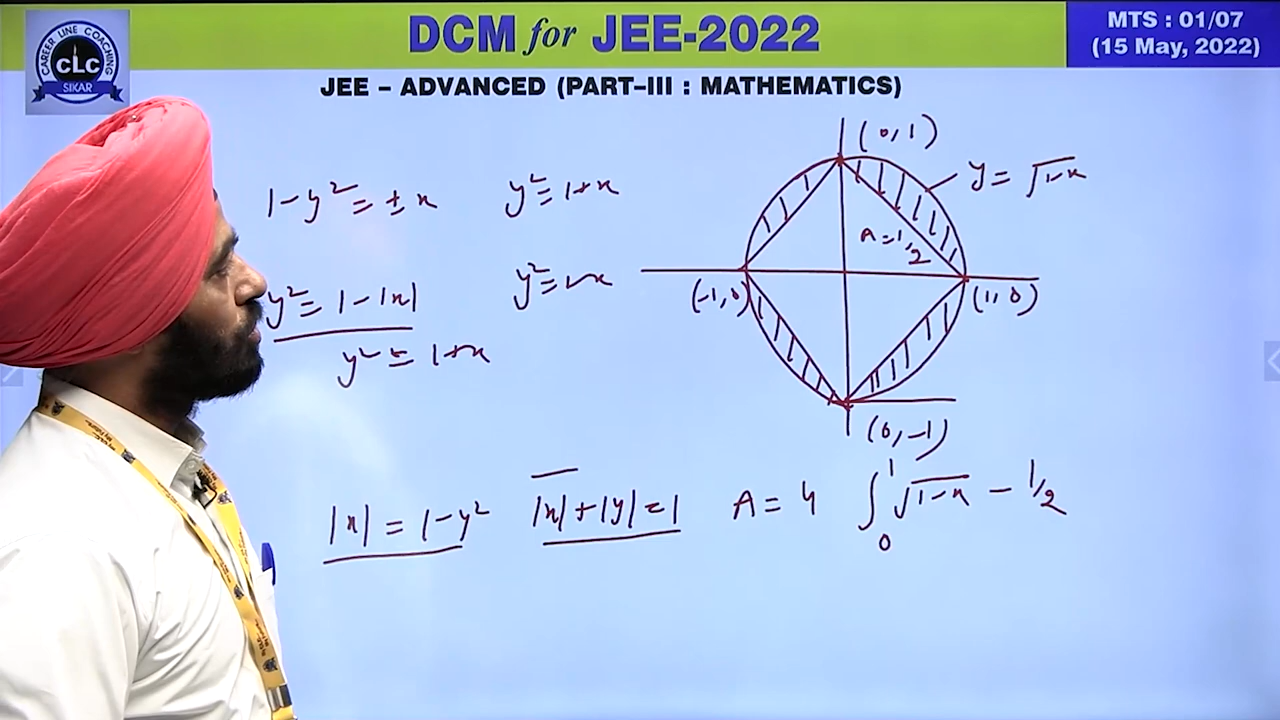 CAREER LINE COACHING
CLC
SIKAR
DCM for JEE-2022
MTS : 01/07
(15 May, 2022)
JEE – ADVANCED (PART–III : MATHEMATICS)
(0, 1)
1-y² = ±x
y² = 1+x
y = √1-x
A = 1/2
y² = 1-|x|
(-1, 0)
(1, 0)
y² = 1+x
(0, -1)
|x| = 1-y²
|x|+|y|=1
A = 4 ∫₀¹ √1-x - 1/2